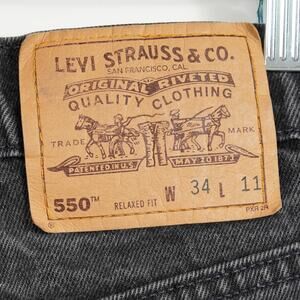 LEVI STRAUSS & CO.
SAN FRANCISCO, CAL.
ORIGINAL RIVETED
QUALITY CLOTHING
TRADE MARK
PATENTED IN U.S. MAY 20 1873
550™ RELAXED FIT W 34 L 11
®